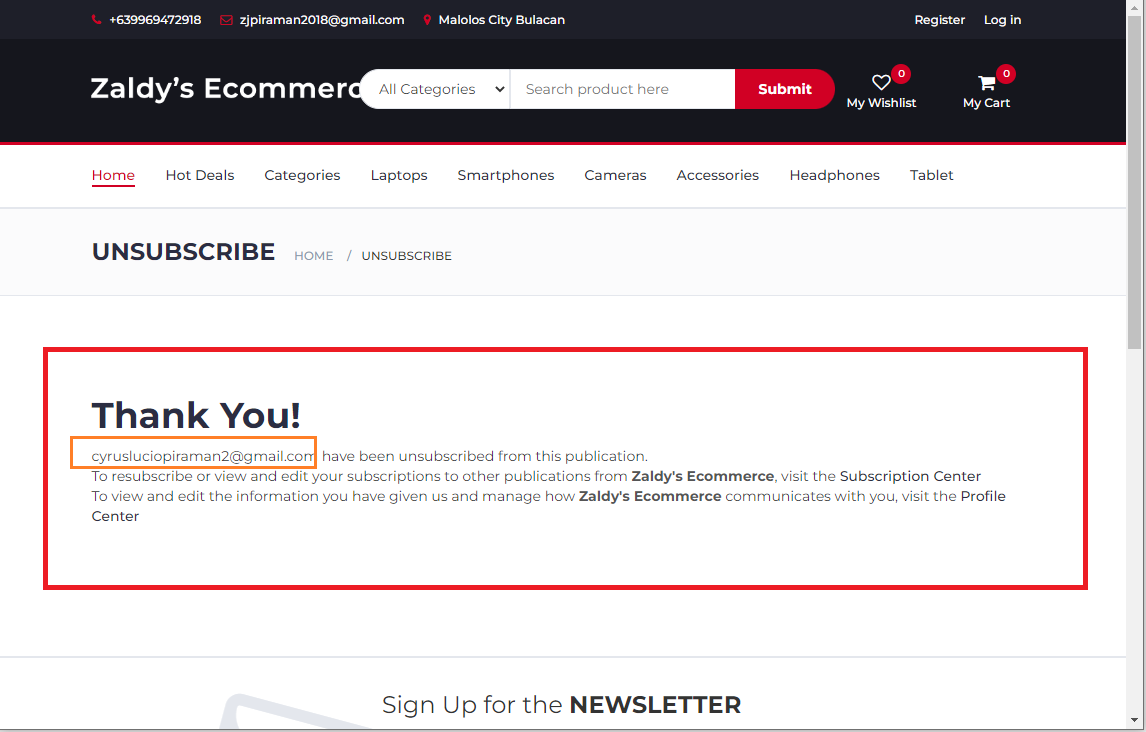 +639969472918 zjpiraman2018@gmail.com Malolos City Bulacan Register Log in
Zaldy's Ecommerc All Categories Search product here Submit 0 My Wishlist 0 My Cart
Home Hot Deals Categories Laptops Smartphones Cameras Accessories Headphones Tablet
UNSUBSCRIBE HOME / UNSUBSCRIBE
Thank You!
cyrusluciopiraman2@gmail.com have been unsubscribed from this publication.
To resubscribe or view and edit your subscriptions to other publications from Zaldy's Ecommerce, visit the Subscription Center
To view and edit the information you have given us and manage how Zaldy's Ecommerce communicates with you, visit the Profile
Center
Sign Up for the NEWSLETTER